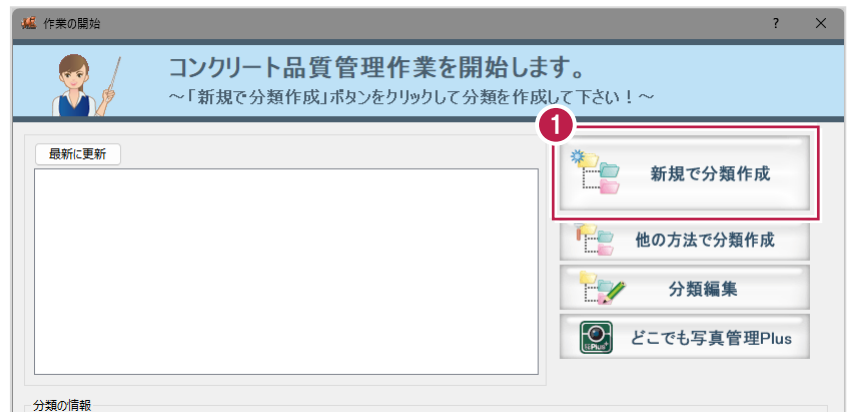 作業の開始
? ×
コンクリート品質管理作業を開始します。
～「新規で分類作成」ボタンをクリックして分類を作成して下さい！～
1
最新に更新
新規で分類作成
他の方法で分類作成
分類編集
どこでも写真管理Plus
分類の情報